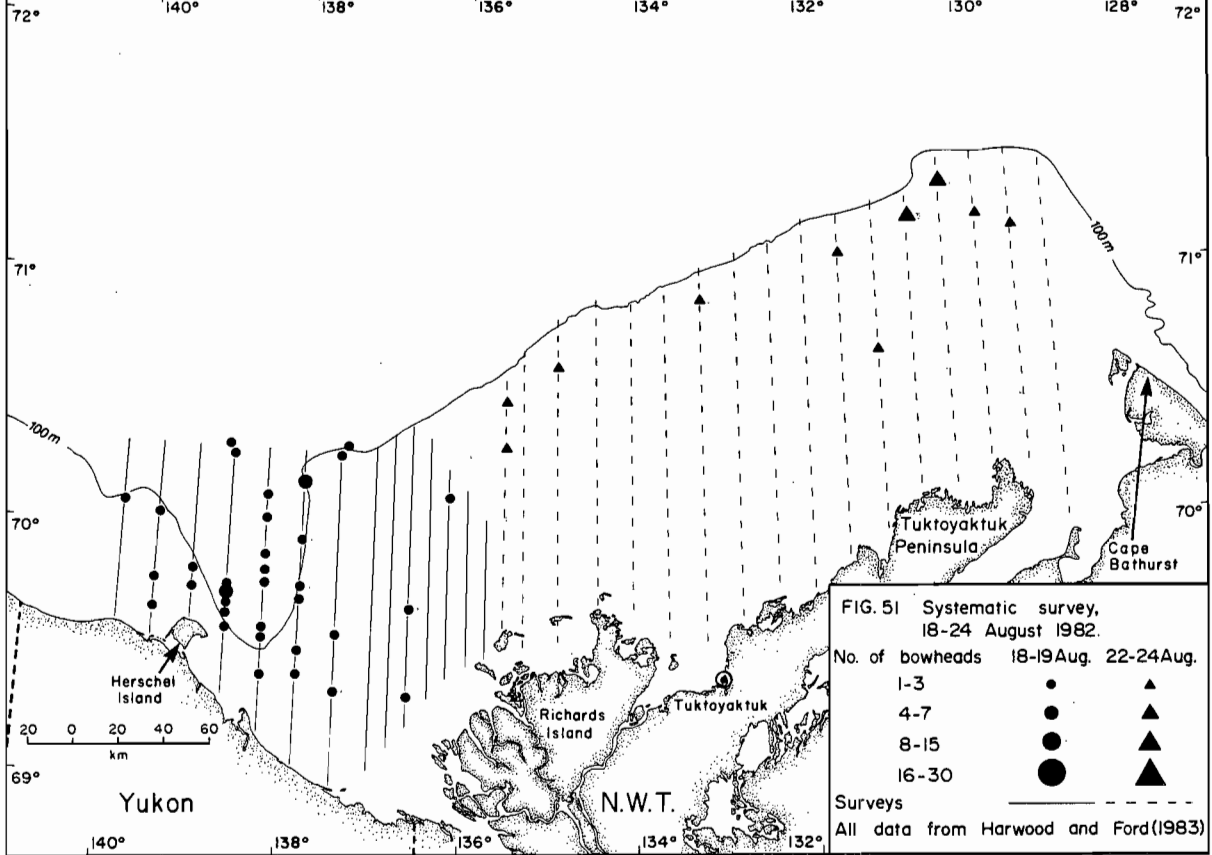 72° 140° 138° 136° 134° 132° 130° 128° 72°
100m
71° 71°
100m
70° 70°
Tuktoyaktuk
Peninsula
Cape
Bathurst
Herschel
Island
Richards
Island
Tuktoyaktuk
20 0 20 40 60
km
69°
Yukon
N.W.T.
140° 138° 136° 134° 132°
FIG. 51 Systematic survey,
18-24 August 1982.
No. of bowheads 18-19 Aug. 22-24 Aug.
1-3
4-7
8-15
16-30
Surveys
All data from Harwood and Ford (1983)